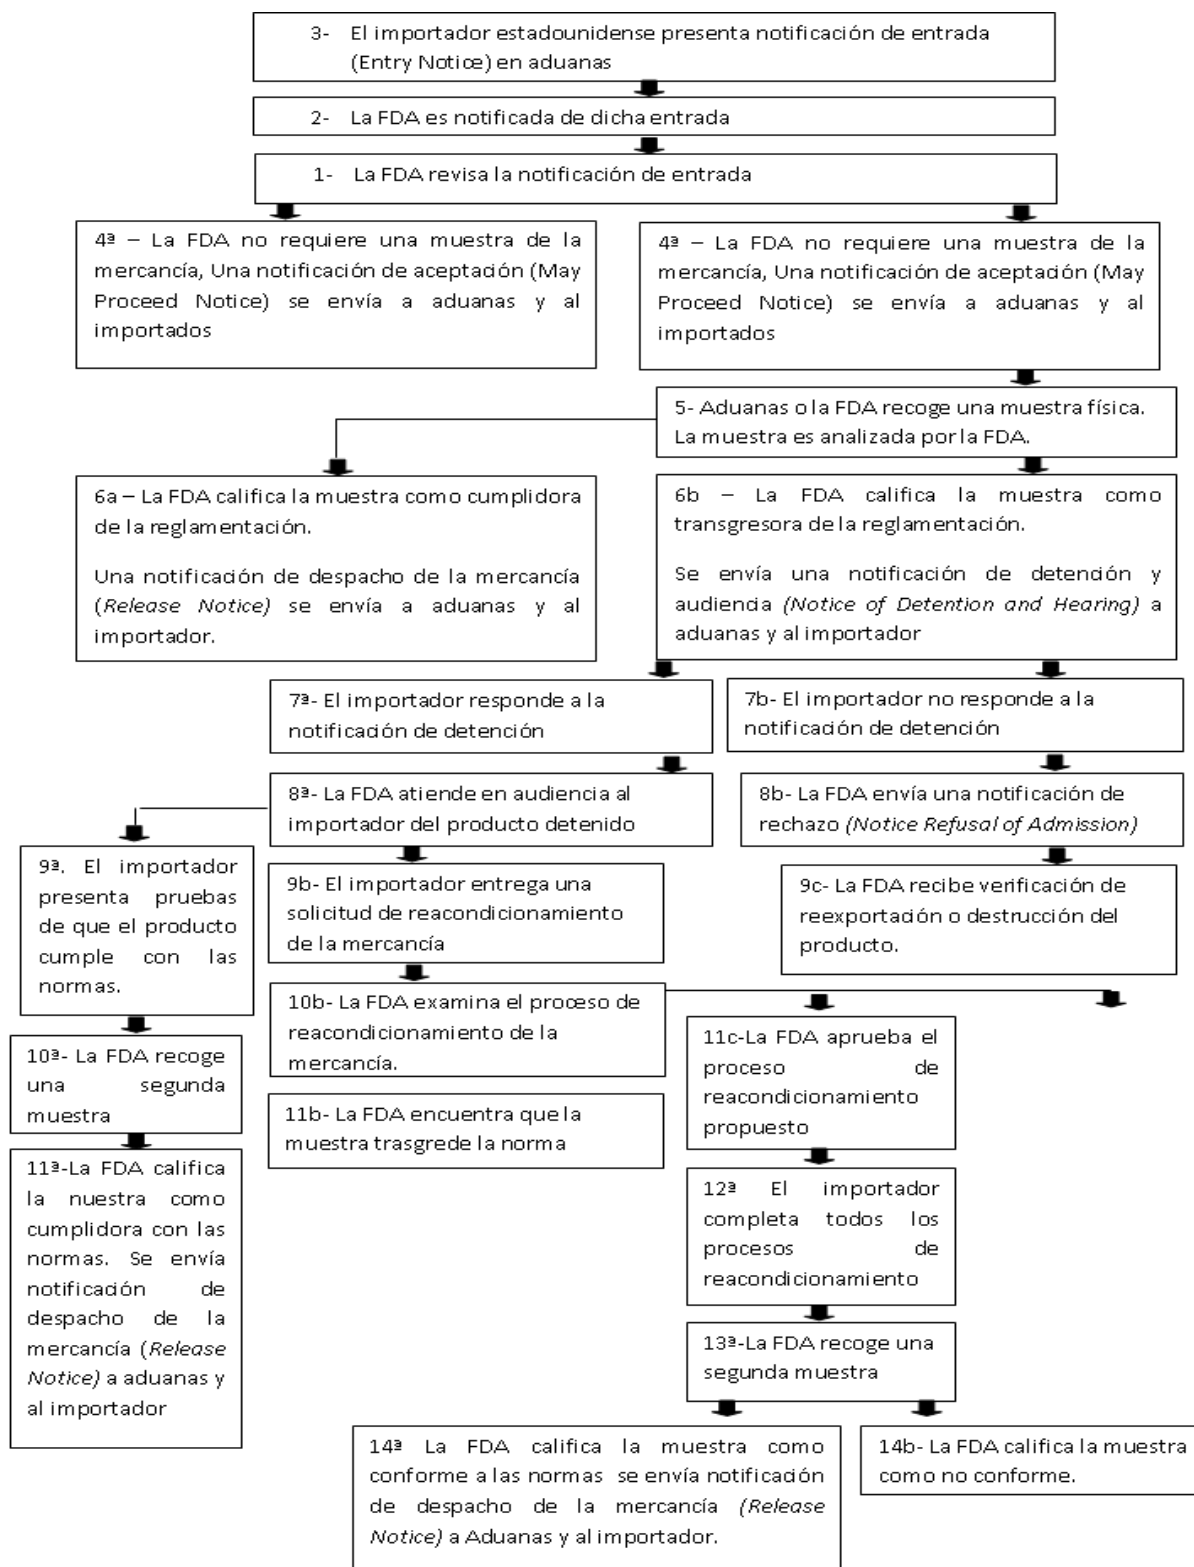 3- El importador estadounidense presenta notificación de entrada
(Entry Notice) en aduanas
2- La FDA es notificada de dicha entrada
1- La FDA revisa la notificación de entrada
4ª – La FDA no requiere una muestra de la
mercancía, Una notificación de aceptación (May
Proceed Notice) se envía a aduanas y al
importados
4ª – La FDA no requiere una muestra de la
mercancía, Una notificación de aceptación (May
Proceed Notice) se envía a aduanas y al
importados
5- Aduanas o la FDA recoge una muestra física.
La muestra es analizada por la FDA.
6a – La FDA califica la muestra como cumplidora
de la reglamentación.
Una notificación de despacho de la mercancía
(Release Notice) se envía a aduanas y al
importador.
6b – La FDA califica la muestra como
transgresora de la reglamentación.
Se envía una notificación de detención y
audiencia (Notice of Detention and Hearing) a
aduanas y al importador
7ª- El importador responde a la
notificación de detención
7b- El importador no responde a la
notificación de detención
8ª- La FDA atiende en audiencia al
importador del producto detenido
8b- La FDA envía una notificación de
rechazo (Notice Refusal of Admission)
9ª. El importador
presenta pruebas
de que el producto
cumple con las
normas.
9b- El importador entrega una
solicitud de reacondicionamiento
de la mercancía
9c- La FDA recibe verificación de
reexportación o destrucción del
producto.
10b- La FDA examina el proceso de
reacondicionamiento de la
mercancía.
10ª- La FDA recoge
una segunda
muestra
11c-La FDA aprueba el
proceso de
reacondicionamiento
propuesto
11b- La FDA encuentra que la
muestra trasgrede la norma
11ª-La FDA califica
la nuestra como
cumplidora con las
normas. Se envía
notificación de
despacho de la
mercancía (Release
Notice) a aduanas y
al importador
12ª El importador
completa todos los
procesos de
reacondicionamiento
13ª-La FDA recoge una
segunda muestra
14ª La FDA califica la muestra como
conforme a las normas se envía notificación
de despacho de la mercancía (Release
Notice) a Aduanas y al importador.
14b- La FDA califica la muestra
como no conforme.